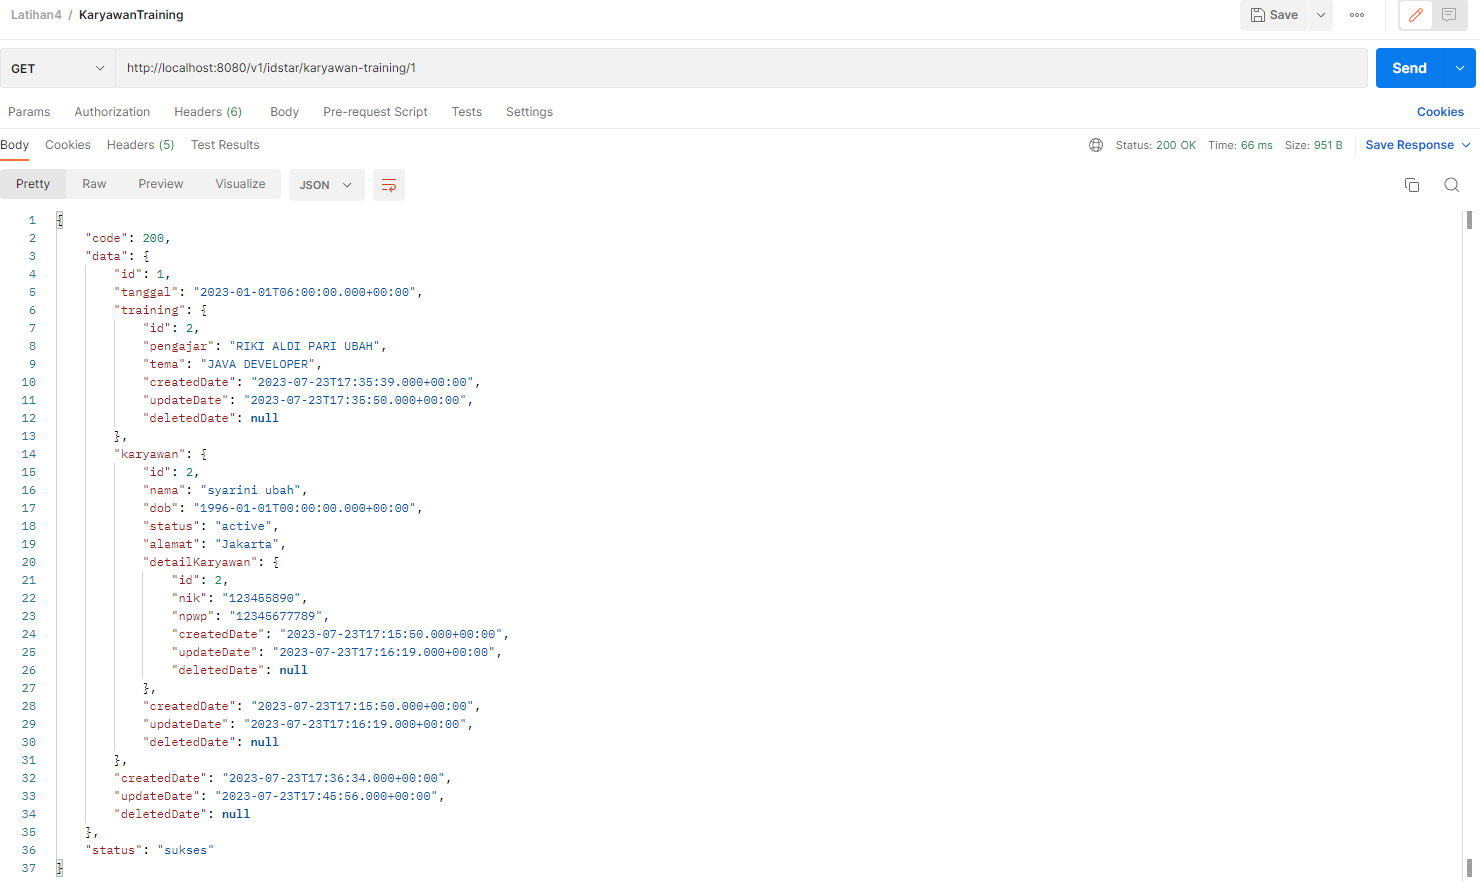 Latihan4 / KaryawanTraining
Save
GET http://localhost:8080/v1/idstar/karyawan-training/1 Send
Params Authorization Headers (6) Body Pre-request Script Tests Settings Cookies
Body Cookies Headers (5) Test Results Status: 200 OK Time: 66 ms Size: 951 B Save Response
Pretty Raw Preview Visualize JSON
1 {
2 "code": 200,
3 "data": {
4 "id": 1,
5 "tanggal": "2023-01-01T06:00:00.000+00:00",
6 "training": {
7 "id": 2,
8 "pengajar": "RIKI ALDI PARI UBAH",
9 "tema": "JAVA DEVELOPER",
10 "createdDate": "2023-07-23T17:35:39.000+00:00",
11 "updateDate": "2023-07-23T17:35:50.000+00:00",
12 "deletedDate": null
13 },
14 "karyawan": {
15 "id": 2,
16 "nama": "syarini ubah",
17 "dob": "1996-01-01T00:00:00.000+00:00",
18 "status": "active",
19 "alamat": "Jakarta",
20 "detailKaryawan": {
21 "id": 2,
22 "nik": "123455890",
23 "npwp": "12345677789",
24 "createdDate": "2023-07-23T17:15:50.000+00:00",
25 "updateDate": "2023-07-23T17:16:19.000+00:00",
26 "deletedDate": null
27 },
28 "createdDate": "2023-07-23T17:15:50.000+00:00",
29 "updateDate": "2023-07-23T17:16:19.000+00:00",
30 "deletedDate": null
31 },
32 "createdDate": "2023-07-23T17:36:34.000+00:00",
33 "updateDate": "2023-07-23T17:45:56.000+00:00",
34 "deletedDate": null
35 },
36 "status": "sukses"
37 }